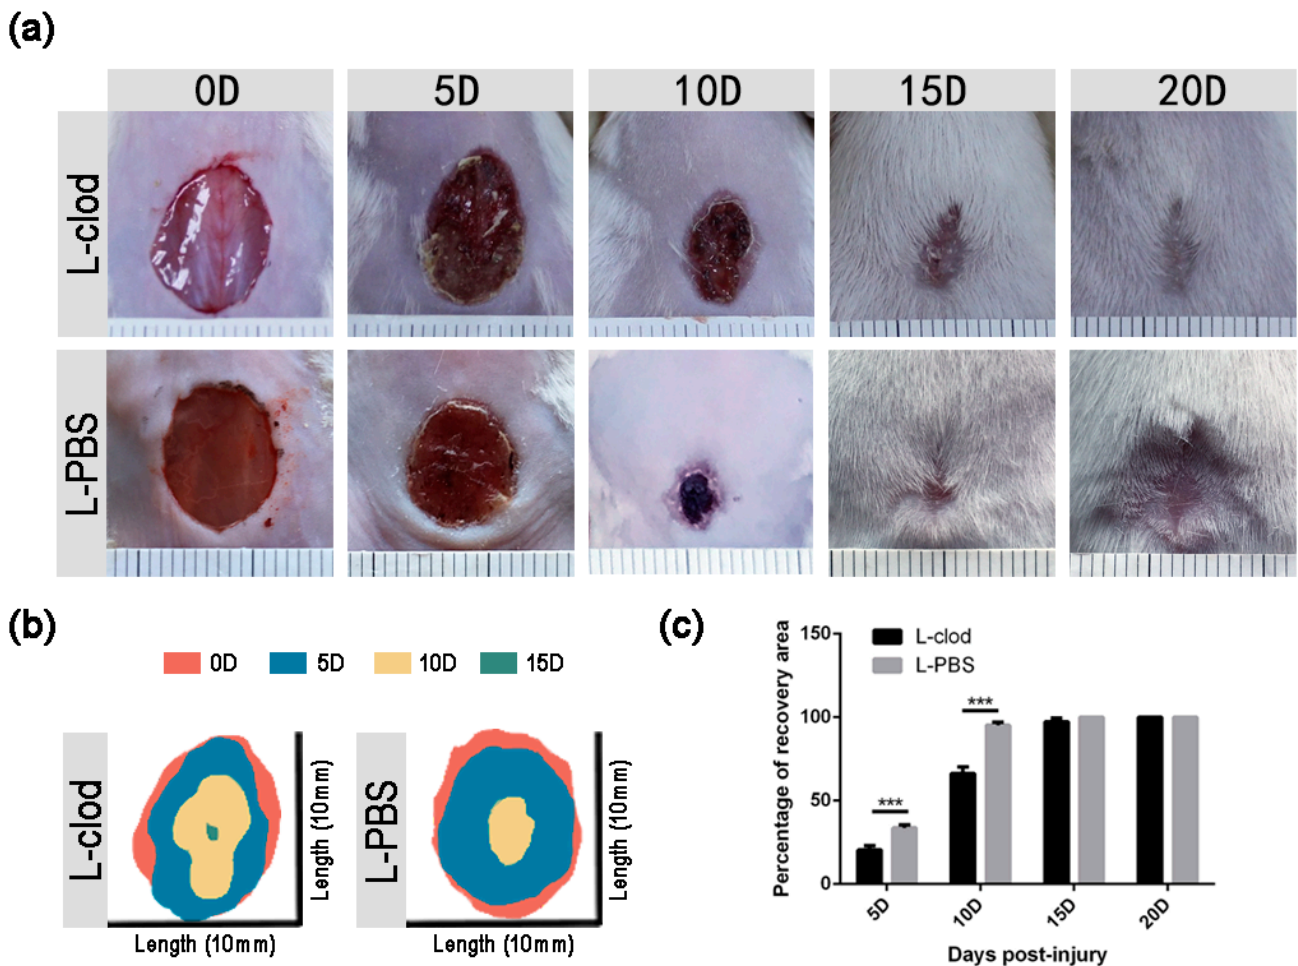 (a)
0D 5D 10D 15D 20D
L-clod
L-PBS
(b)
0D 5D 10D 15D
L-clod
Length (10mm)
Length (10mm)
L-PBS
Length (10mm)
Length (10mm)
(c)
L-clod
L-PBS
Percentage of recovery area
150
100
50
0
***
***
5D 10D 15D 20D
Days post-injury